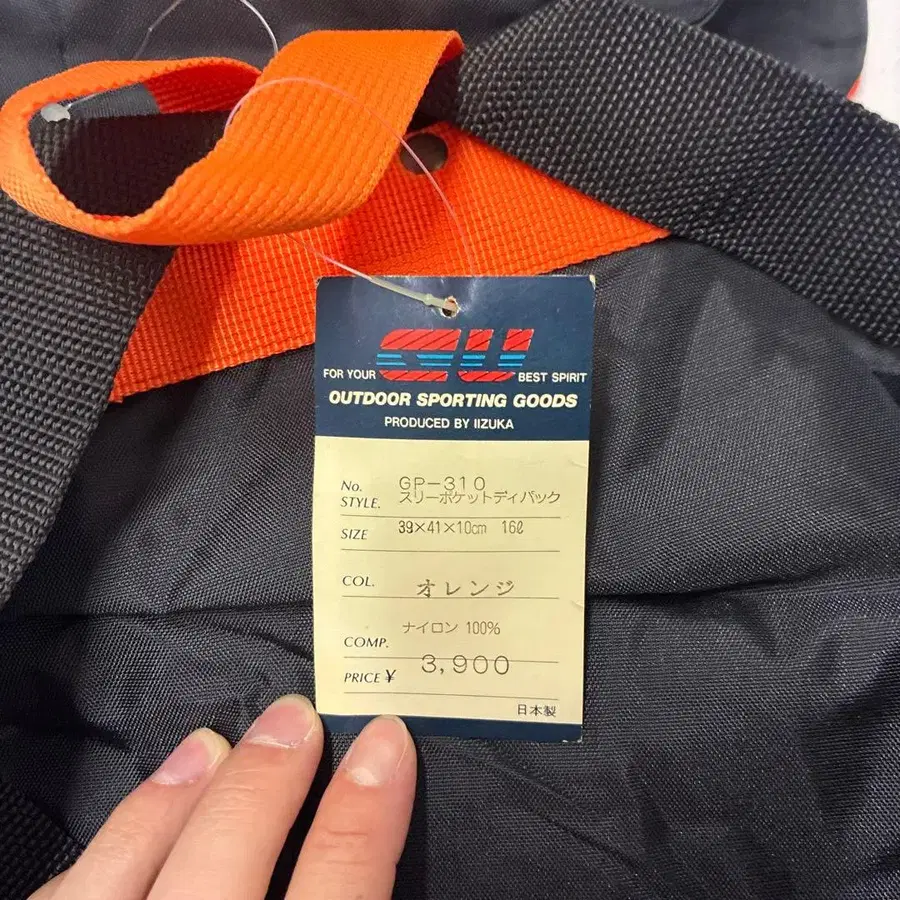 FOR YOUR BEST SPIRIT
OUTDOOR SPORTING GOODS
PRODUCED BY IIZUKA
No. GP-310
STYLE. スリーポケットディパック
SIZE 39×41×10cm 16ℓ
COL. オレンジ
COMP. ナイロン 100%
PRICE ¥ 3,900
日本製